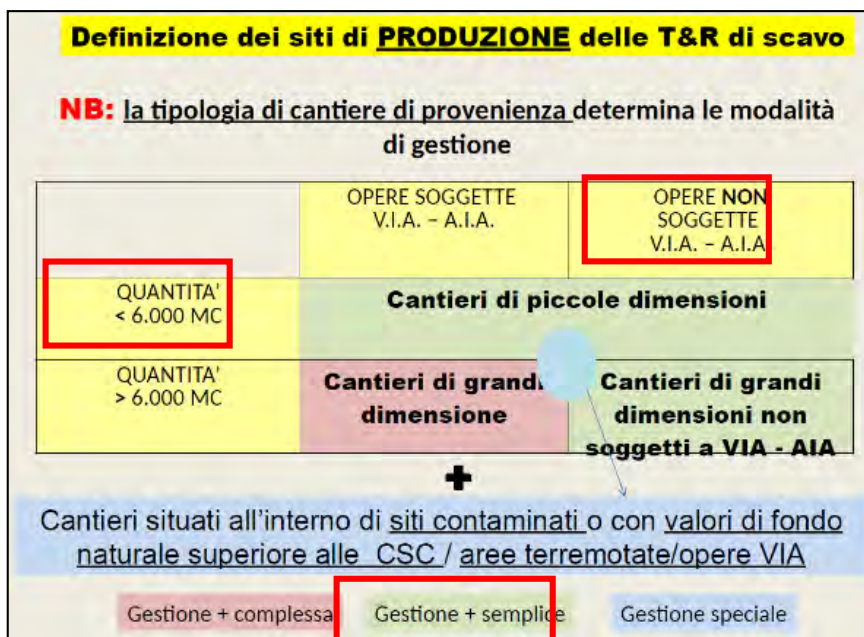 Definizione dei siti di PRODUZIONE delle T&R di scavo
NB: la tipologia di cantiere di provenienza determina le modalità
di gestione
OPERE SOGGETTE
V.I.A. – A.I.A.
OPERE NON
SOGGETTE
V.I.A. – A.I.A
QUANTITA'
< 6.000 MC
Cantieri di piccole dimensioni
QUANTITA'
> 6.000 MC
Cantieri di grandi
dimensione
Cantieri di grandi
dimensioni non
soggetti a VIA - AIA
+
Cantieri situati all'interno di siti contaminati o con valori di fondo
naturale superiore alle CSC / aree terremotate/opere VIA
Gestione + complessa
Gestione + semplice
Gestione speciale